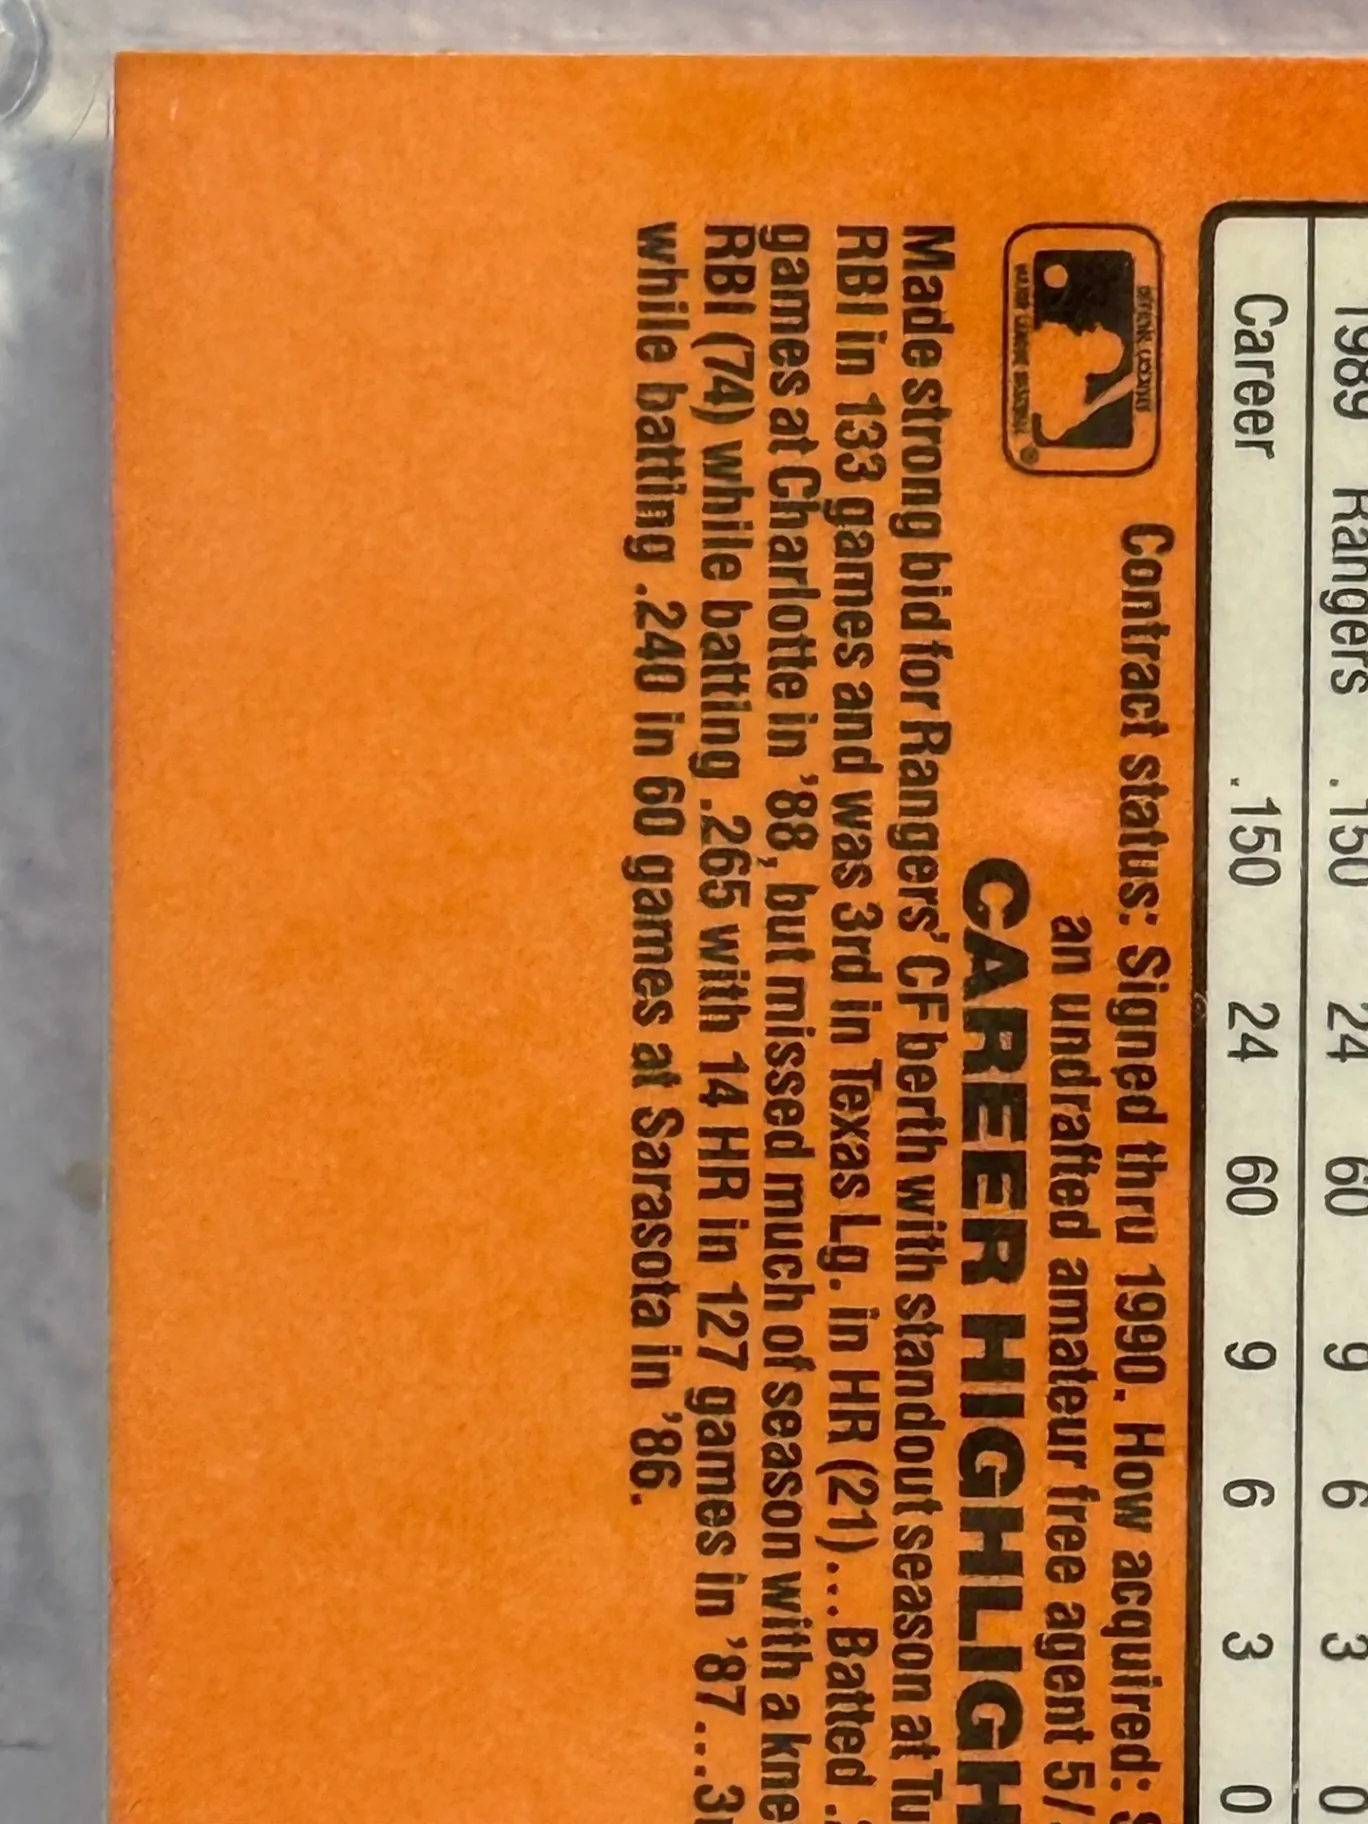 1989 Rangers .150 24 60 9 6 3 0
Career .150 24 60 9 6 3 0
Contract status: Signed thru 1990. How acquired:
an undrafted amateur free agent 5/
MAJOR LEAGUE BASEBALL ®
CAREER HIGHLIGH
Made strong bid for Rangers' CF berth with standout season at Tu
RBI in 133 games and was 3rd in Texas Lg. in HR (21)... Batted .
games at Charlotte in '88, but missed much of season with a kne
RBI (74) while batting .265 with 14 HR in 127 games in '87...3r
while batting .240 in 60 games at Sarasota in '86.